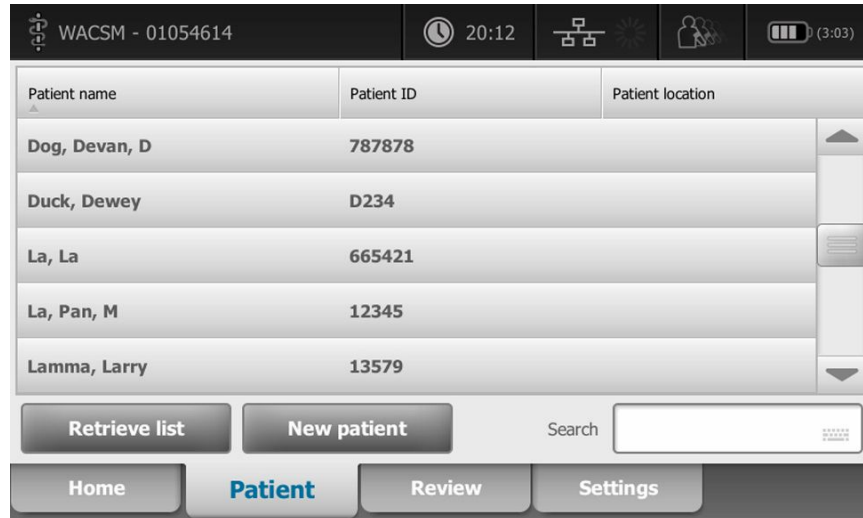 WACSM - 01054614 20:12 (3:03)
Patient name Patient ID Patient location
Dog, Devan, D 787878
Duck, Dewey D234
La, La 665421
La, Pan, M 12345
Lamma, Larry 13579
Retrieve list New patient Search
Home Patient Review Settings